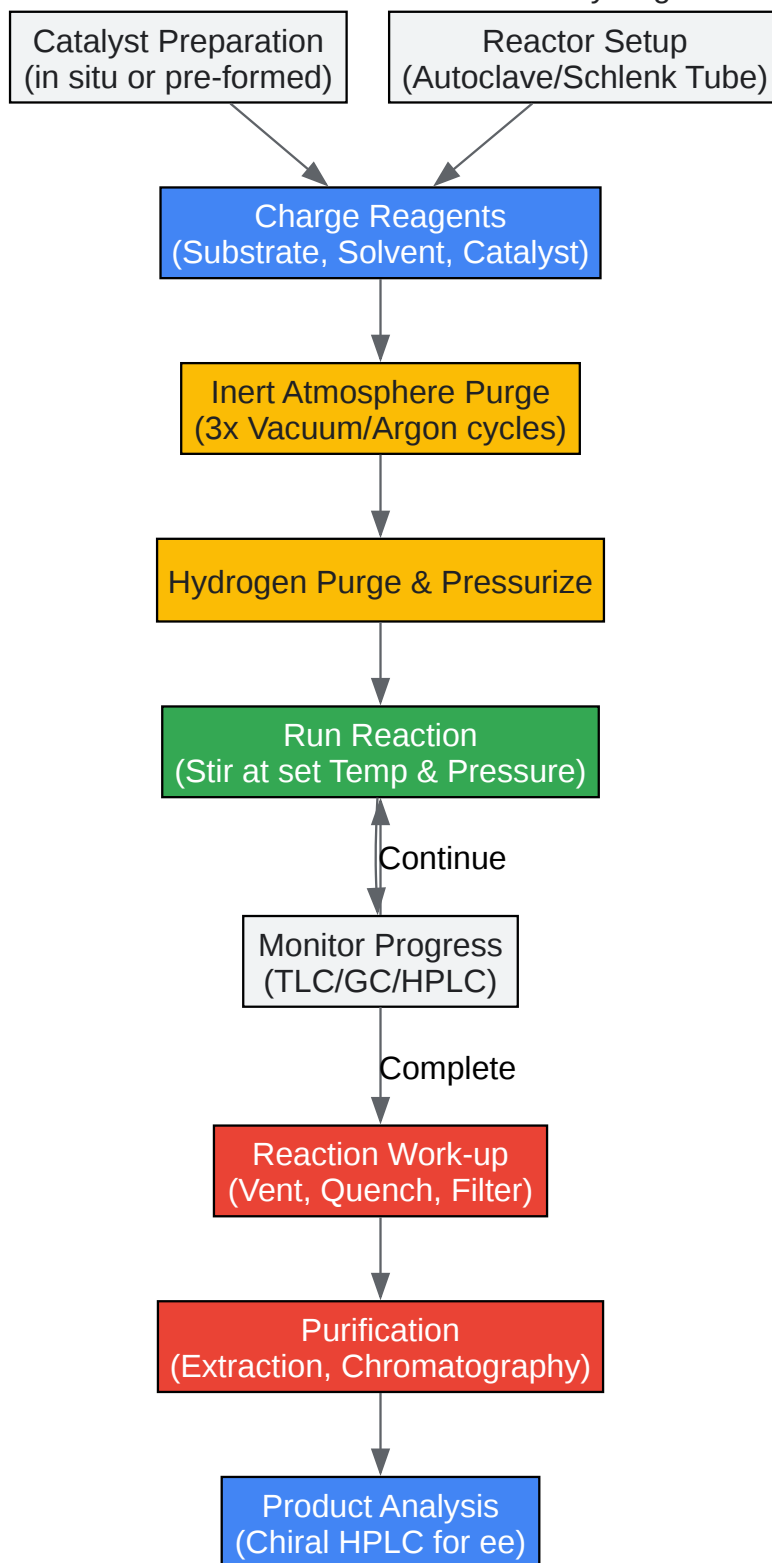 Catalyst Preparation
(in situ or pre-formed)
Reactor Setup
(Autoclave/Schlenk Tube)
Charge Reagents
(Substrate, Solvent, Catalyst)
Inert Atmosphere Purge
(3x Vacuum/Argon cycles)
Hydrogen Purge & Pressurize
Run Reaction
(Stir at set Temp & Pressure)
Continue
Monitor Progress
(TLC/GC/HPLC)
Complete
Reaction Work-up
(Vent, Quench, Filter)
Purification
(Extraction, Chromatography)
Product Analysis
(Chiral HPLC for ee)